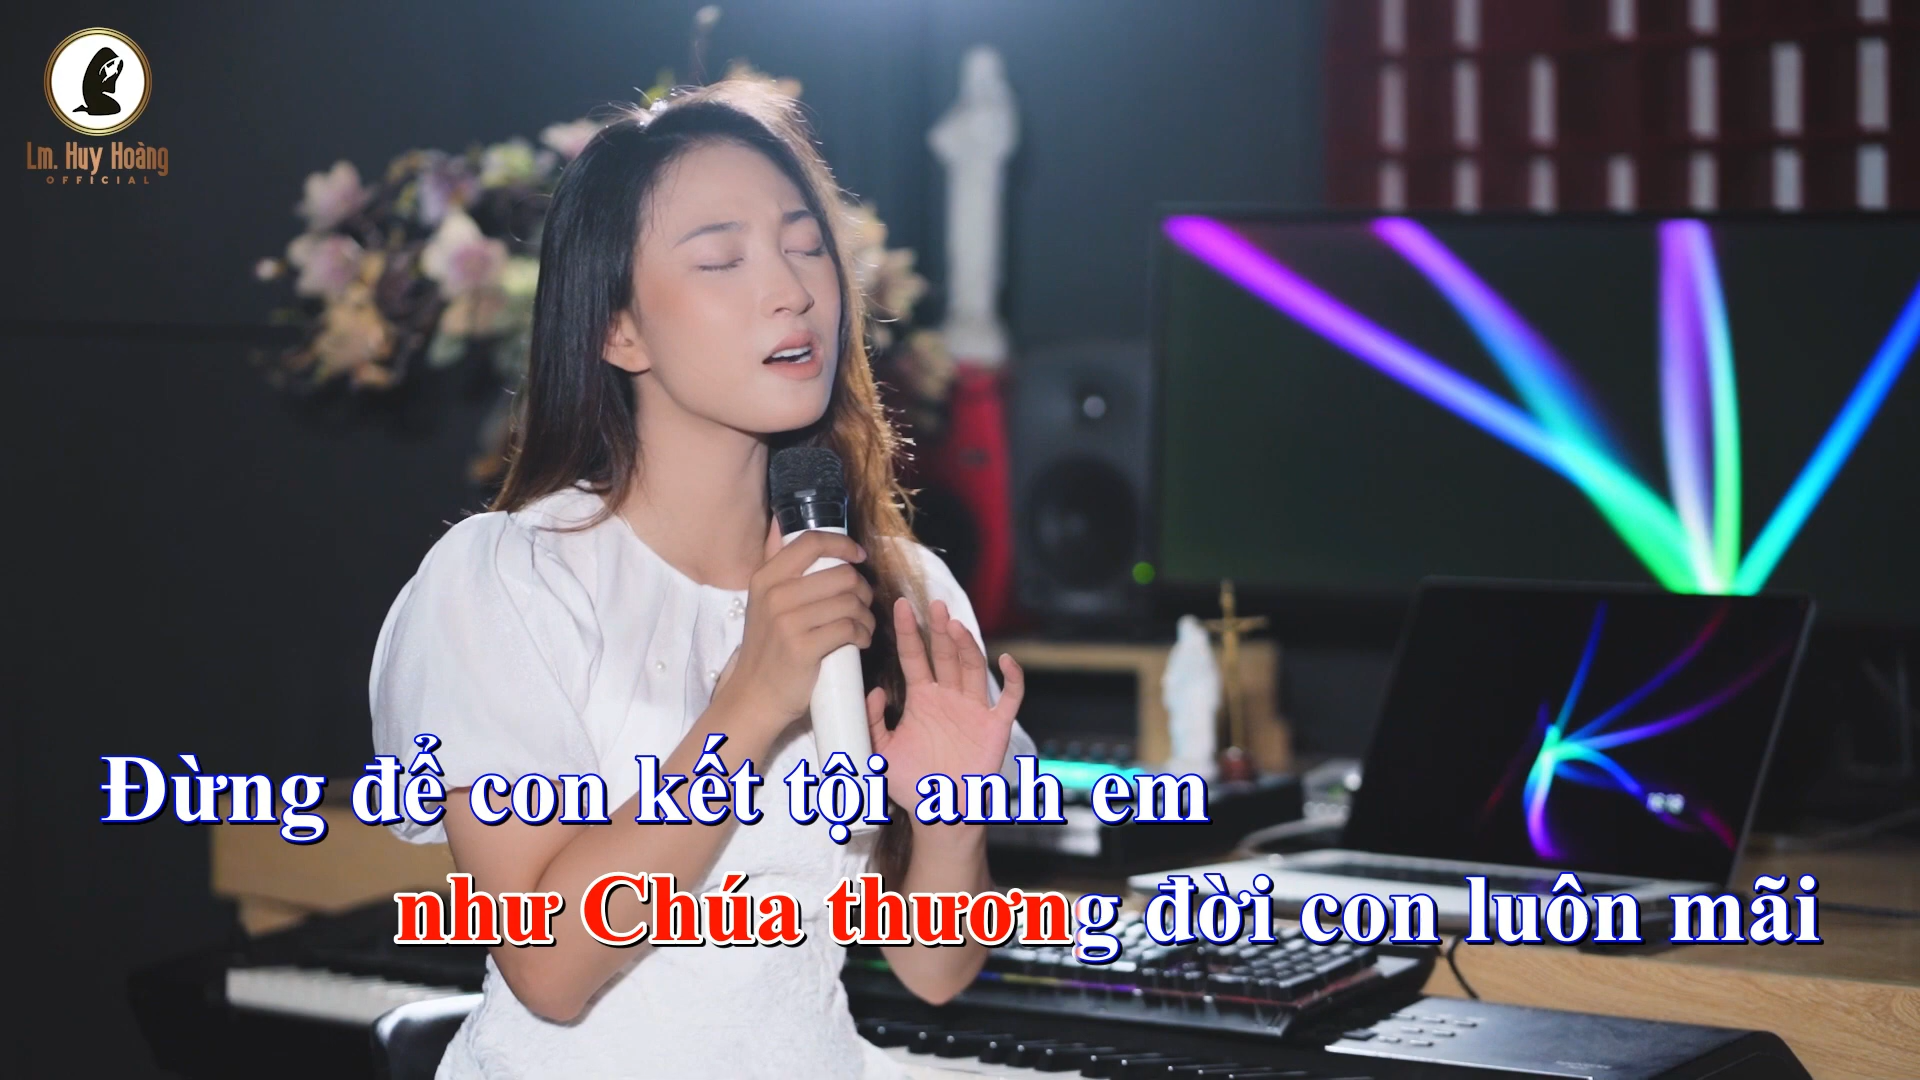 Lm. Huy Hoàng
OFFICIAL
Đừng để con kết tội anh em
như Chúa thương đời con luôn mãi